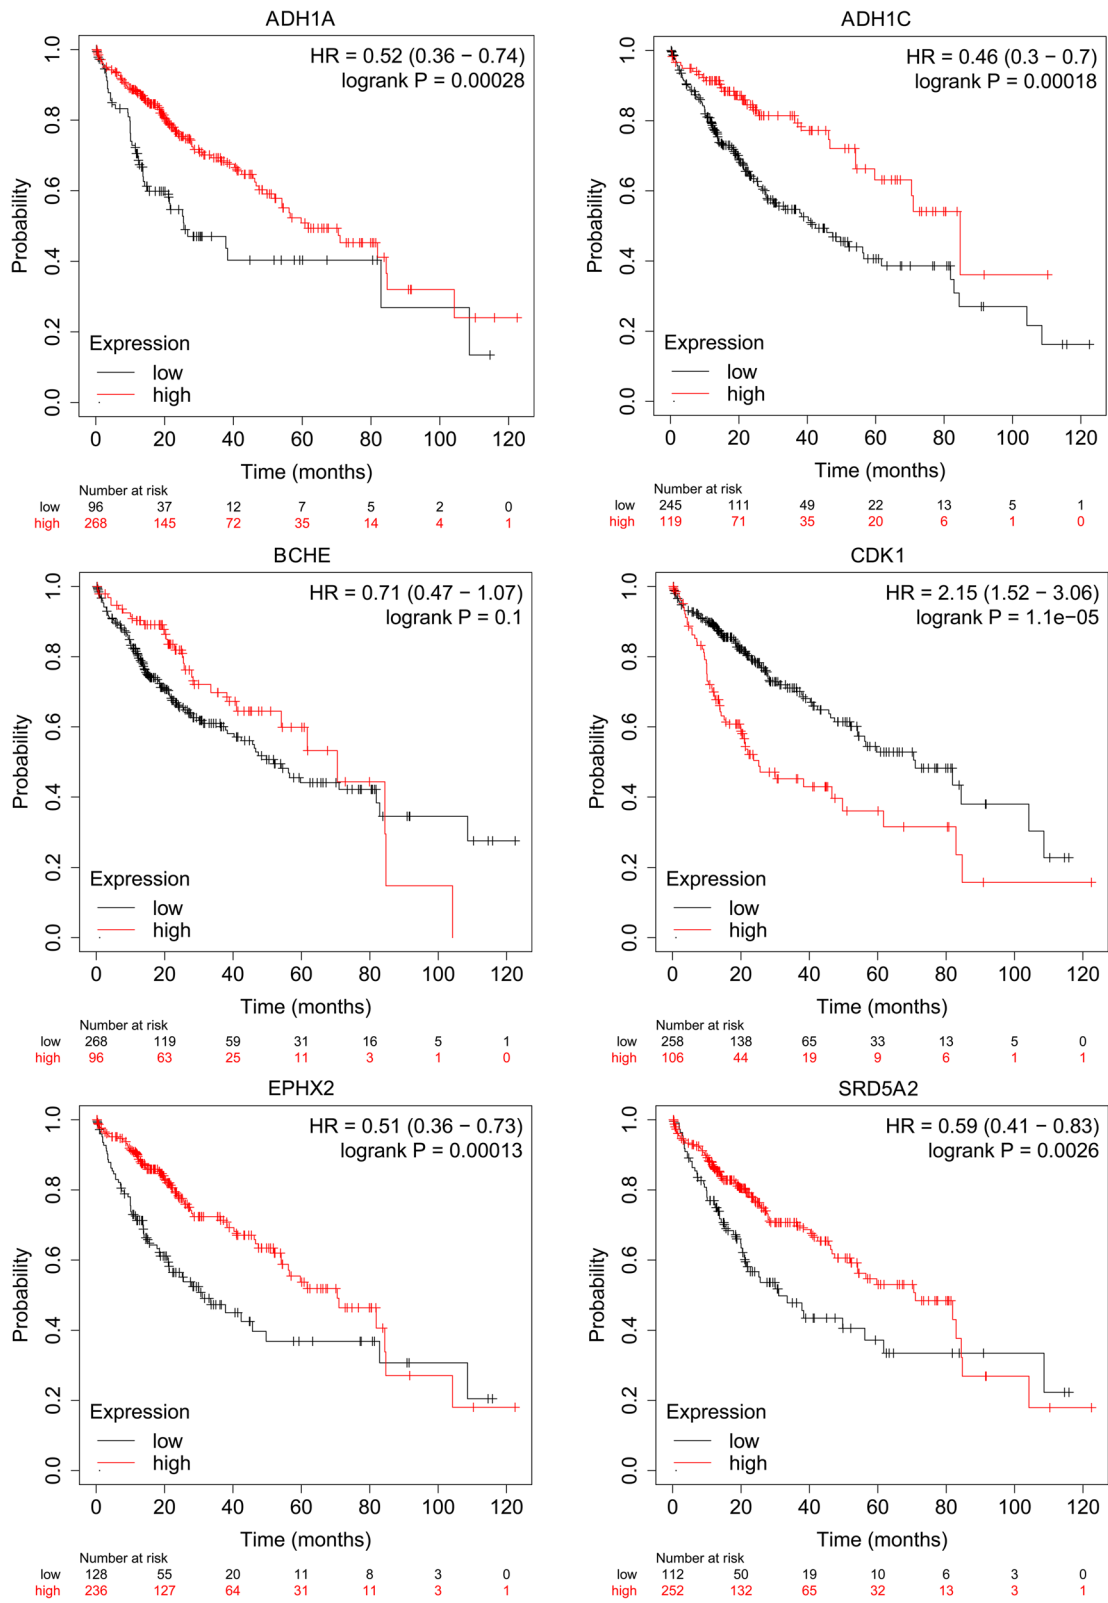 ADH1A
HR = 0.52 (0.36 − 0.74)
logrank P = 0.00028
Probability
0.0 0.2 0.4 0.6 0.8 1.0
Expression
low
high
0 20 40 60 80 100 120
Time (months)
Number at risk
low 96 37 12 7 5 2 0
high 268 145 72 35 14 4 1
ADH1C
HR = 0.46 (0.3 − 0.7)
logrank P = 0.00018
Probability
0.0 0.2 0.4 0.6 0.8 1.0
Expression
low
high
0 20 40 60 80 100 120
Time (months)
Number at risk
low 245 111 49 22 13 5 1
high 119 71 35 20 6 1 0
BCHE
HR = 0.71 (0.47 − 1.07)
logrank P = 0.1
Probability
0.0 0.2 0.4 0.6 0.8 1.0
Expression
low
high
0 20 40 60 80 100 120
Time (months)
Number at risk
low 268 119 59 31 16 5 1
high 96 63 25 11 3 1 0
CDK1
HR = 2.15 (1.52 − 3.06)
logrank P = 1.1e−05
Probability
0.0 0.2 0.4 0.6 0.8 1.0
Expression
low
high
0 20 40 60 80 100 120
Time (months)
Number at risk
low 258 138 65 33 13 5 0
high 106 44 19 9 6 1 1
EPHX2
HR = 0.51 (0.36 − 0.73)
logrank P = 0.00013
Probability
0.0 0.2 0.4 0.6 0.8 1.0
Expression
low
high
0 20 40 60 80 100 120
Time (months)
Number at risk
low 128 55 20 11 8 3 0
high 236 127 64 31 11 3 1
SRD5A2
HR = 0.59 (0.41 − 0.83)
logrank P = 0.0026
Probability
0.0 0.2 0.4 0.6 0.8 1.0
Expression
low
high
0 20 40 60 80 100 120
Time (months)
Number at risk
low 112 50 19 10 6 3 0
high 252 132 65 32 13 3 1